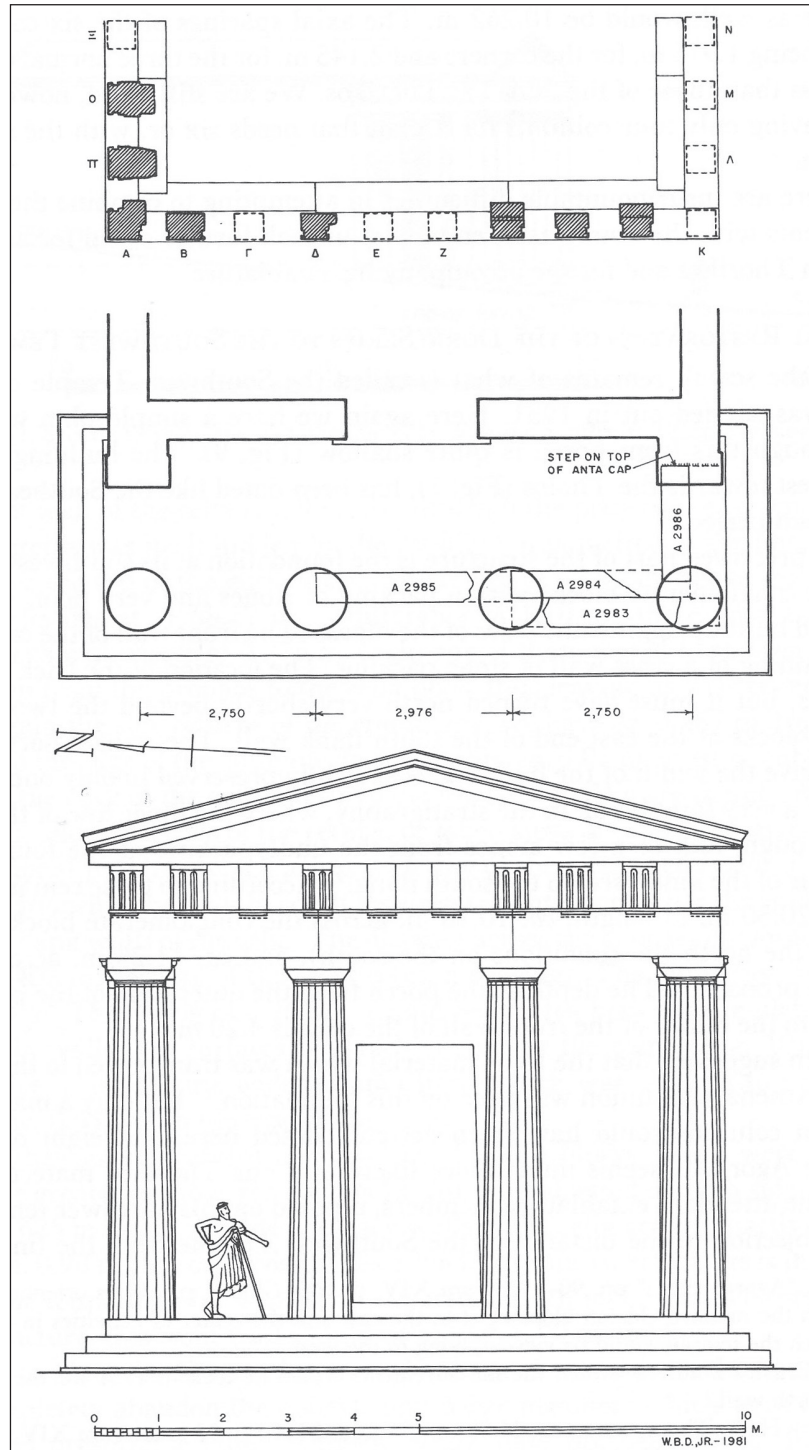 Ξ N
O M
Π Λ
A B Γ Δ E Z K
STEP ON TOP
OF ANTA CAP
A 2986
A 2985 A 2984
A 2983
2,750 2,976 2,750
N
0 1 2 3 4 5 10
M.
W.B.D., JR.-1981